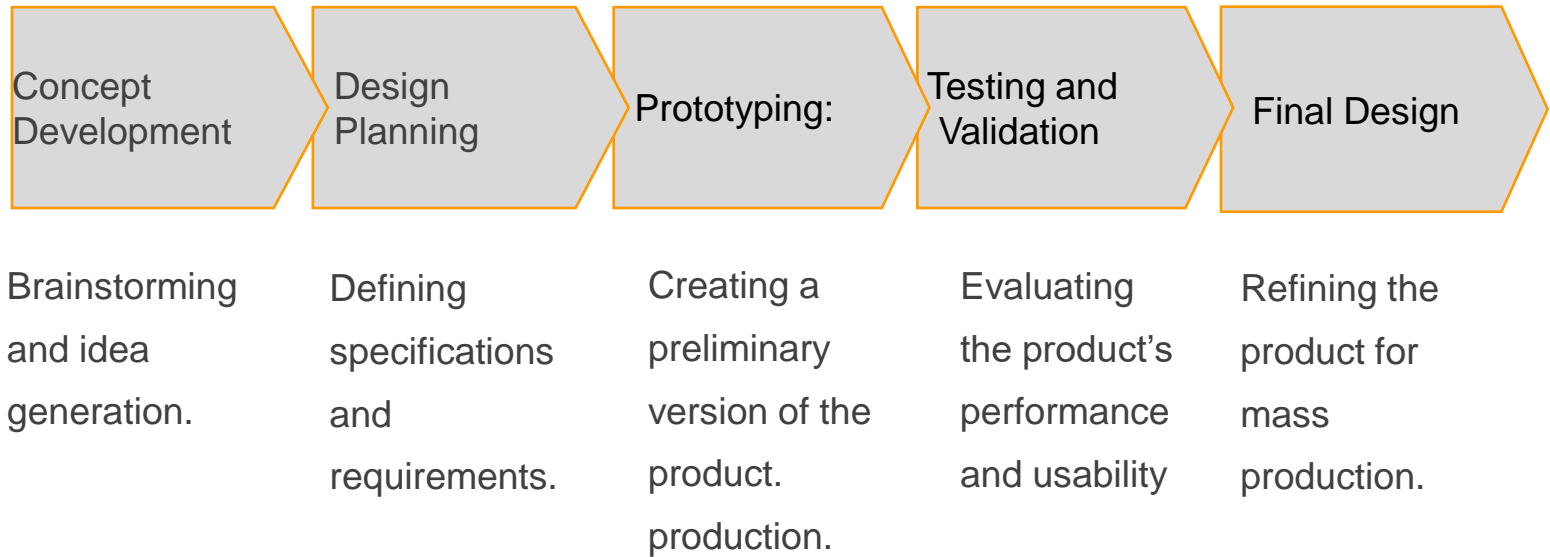 Concept
Development
Design
Planning
Prototyping:
Testing and
Validation
Final Design
Brainstorming
and idea
generation.
Defining
specifications
and
requirements.
Creating a
preliminary
version of the
product.
production.
Evaluating
the product’s
performance
and usability
Refining the
product for
mass
production.